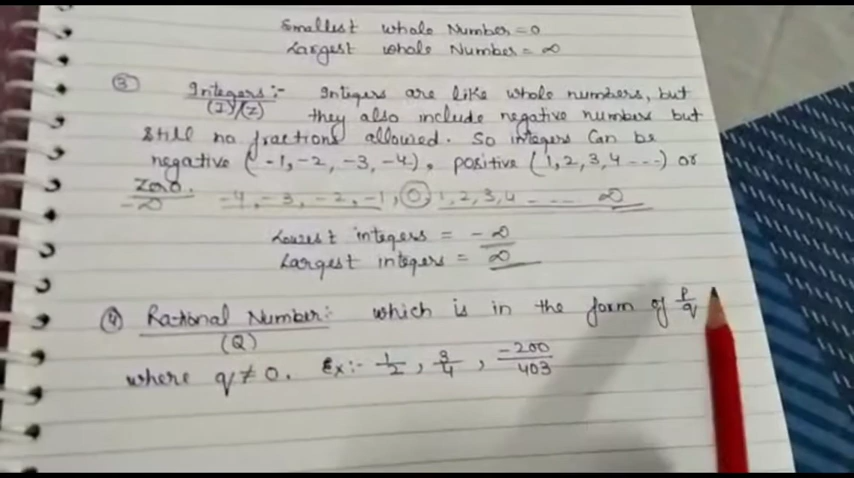 Smallest whole Number = 0
Largest whole Number = ∞
③ Integers :- Integers are like whole numbers, but
(I)/(Z) they also include negative numbers but
still no fractions allowed. So integers can be
negative (-1, -2, -3, -4), positive (1, 2, 3, 4 ---) or
Zero.
-∞ -4, -3, -2, -1, 0, 1, 2, 3, 4 - - - - ∞
Lowest integers = -∞
Largest integers = ∞
④ Rational Number :- which is in the form of p/q
(Q)
where q ≠ 0. Ex :- 1/2, 3/4, -200/403